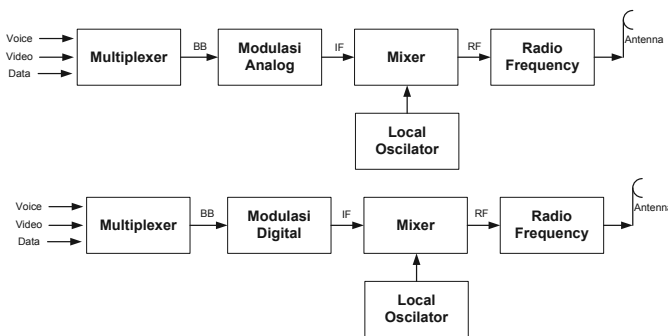 Voice
Video
Data
Multiplexer
BB
Modulasi
Analog
IF
Mixer
RF
Radio
Frequency
Antenna
Local
Oscilator
Voice
Video
Data
Multiplexer
BB
Modulasi
Digital
IF
Mixer
RF
Radio
Frequency
Antenna
Local
Oscilator